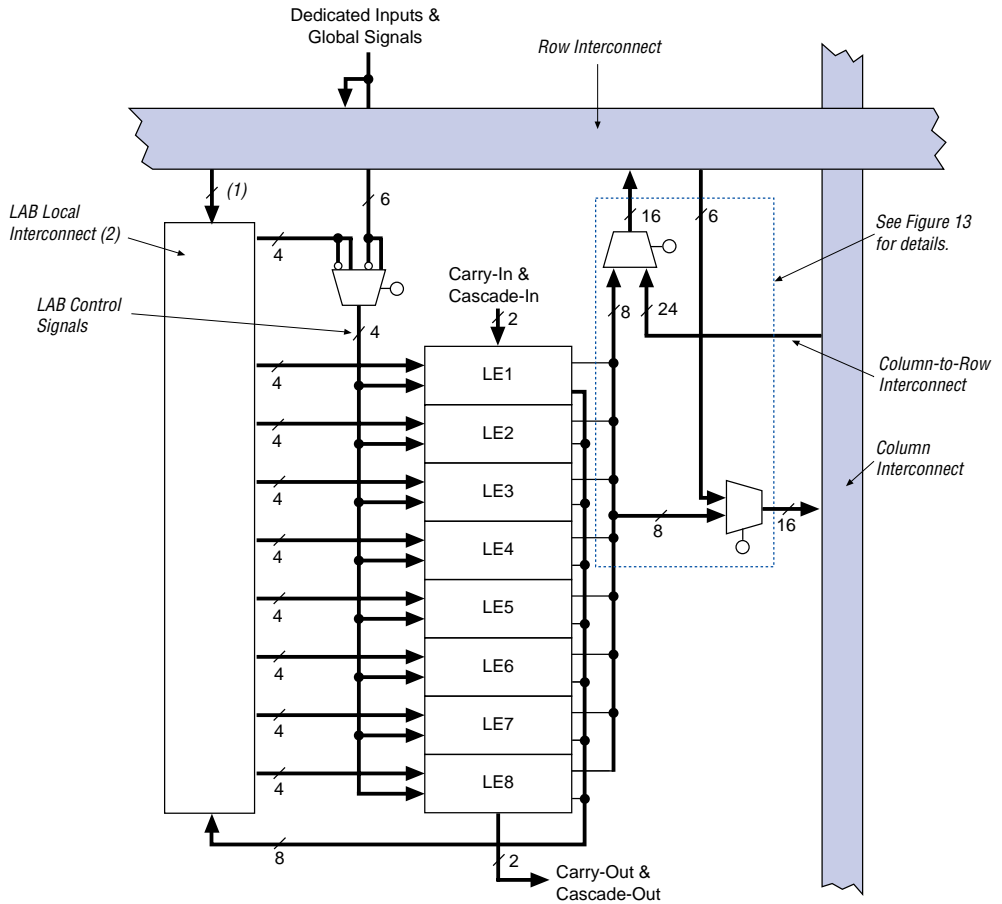 Dedicated Inputs &
Global Signals
Row Interconnect
(1)
6
16
6
LAB Local
Interconnect (2)
See Figure 13
for details.
4
Carry-In &
Cascade-In
LAB Control
Signals
4
2
8
24
Column-to-Row
Interconnect
LE1
4
LE2
4
Column
Interconnect
LE3
4
8
16
LE4
4
LE5
4
LE6
4
LE7
4
LE8
4
8
2
Carry-Out &
Cascade-Out